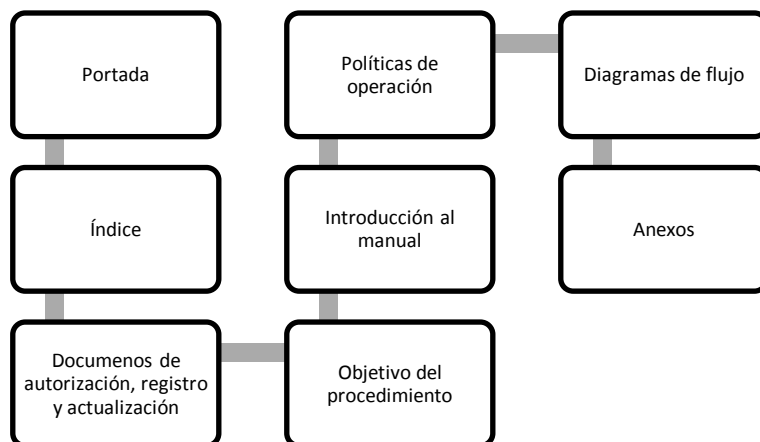 Portada
Índice
Documenos de
autorización, registro
y actualización
Objetivo del
procedimiento
Introducción al
manual
Políticas de
operación
Diagramas de flujo
Anexos